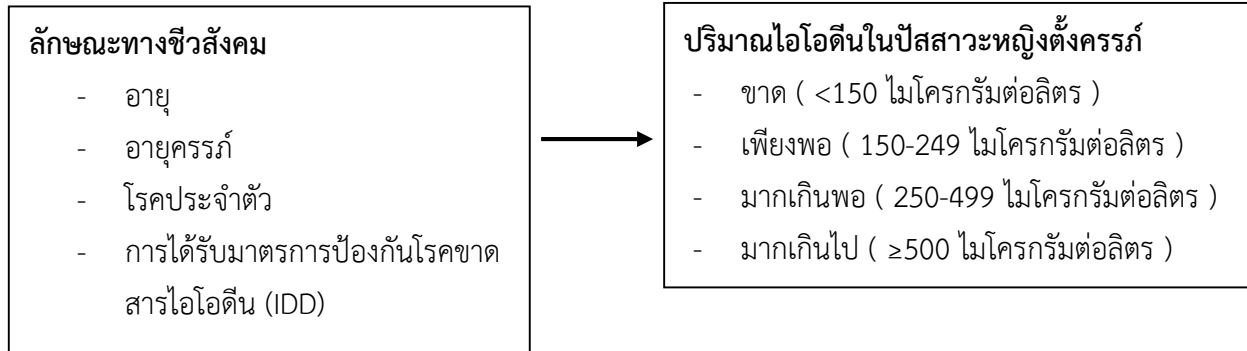 ลักษณะทางชีวสังคม
- อายุ
- อายุครรภ์
- โรคประจำตัว
- การได้รับมาตรการป้องกันโรคขาด
สารไอโอดีน (IDD)
ปริมาณไอโอดีนในปัสสาวะหญิงตั้งครรภ์
- ขาด ( <150 ไมโครกรัมต่อลิตร )
- เพียงพอ ( 150-249 ไมโครกรัมต่อลิตร )
- มากเกินพอ ( 250-499 ไมโครกรัมต่อลิตร )
- มากเกินไป ( ≥500 ไมโครกรัมต่อลิตร )